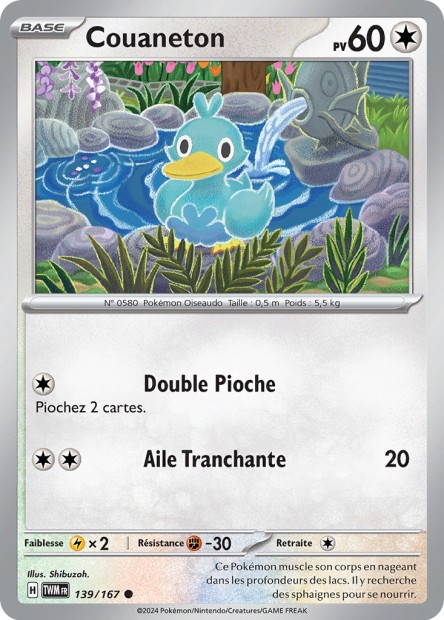 BASE
Couaneton
PV 60
N° 0580 Pokémon Oiseaudo Taille : 0,5 m Poids : 5,5 kg
Double Pioche
Piochez 2 cartes.
Aile Tranchante 20
Faiblesse ×2 Résistance -30 Retraite
Illus. Shibuzoh.
H TWM FR 139/167
Ce Pokémon muscle son corps en nageant
dans les profondeurs des lacs. Il y recherche
des sphaignes pour se nourrir.
©2024 Pokémon/Nintendo/Creatures/GAME FREAK